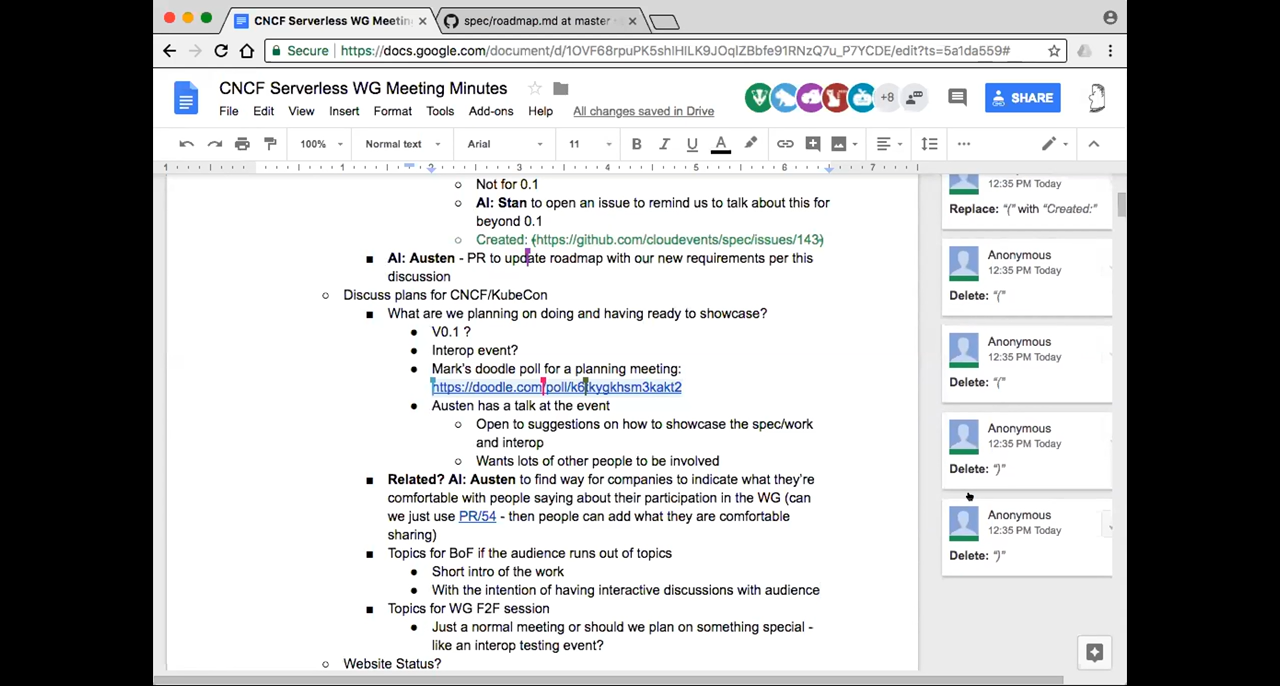 CNCF Serverless WG Meetin
spec/roadmap.md at master
Secure
https://docs.google.com/document/d/1OVF68rpuPK5shlHILK9JOqlZBbfe91RNzQ7u_P7YCDE/edit?ts=5a1da559#
CNCF Serverless WG Meeting Minutes
+8
SHARE
File Edit View Insert Format Tools Add-ons Help All changes saved in Drive
100% Normal text Arial 11 B I U A
1 1 2 3 4 5 6 7
Not for 0.1
AI: Stan to open an issue to remind us to talk about this for
beyond 0.1
Created: (https://github.com/cloudevents/spec/issues/143)
AI: Austen - PR to update roadmap with our new requirements per this
discussion
Discuss plans for CNCF/KubeCon
What are we planning on doing and having ready to showcase?
V0.1 ?
Interop event?
Mark's doodle poll for a planning meeting:
https://doodle.com/poll/k6tkygkhsm3kakt2
Austen has a talk at the event
Open to suggestions on how to showcase the spec/work
and interop
Wants lots of other people to be involved
Related? AI: Austen to find way for companies to indicate what they're
comfortable with people saying about their participation in the WG (can
we just use PR/54 - then people can add what they are comfortable
sharing)
Topics for BoF if the audience runs out of topics
Short intro of the work
With the intention of having interactive discussions with audience
Topics for WG F2F session
Just a normal meeting or should we plan on something special -
like an interop testing event?
Website Status?
12:35 PM Today
Replace: "(" with "Created:"
Anonymous
12:35 PM Today
Delete: "("
Anonymous
12:35 PM Today
Delete: "("
Anonymous
12:35 PM Today
Delete: ")"
Anonymous
12:35 PM Today
Delete: ")"